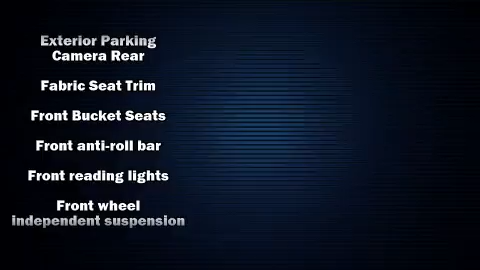 Exterior Parking
Camera Rear
Fabric Seat Trim
Front Bucket Seats
Front anti-roll bar
Front reading lights
Front wheel
independent suspension